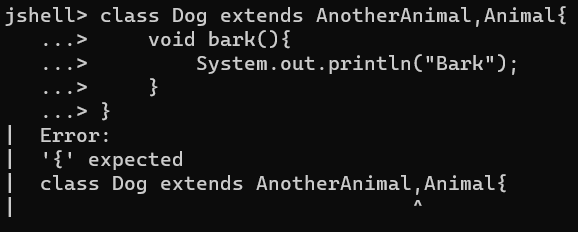 jshell> class Dog extends AnotherAnimal,Animal{
   ...>     void bark(){
   ...>         System.out.println("Bark");
   ...>     }
   ...> }
|  Error:
|  '{' expected
|  class Dog extends AnotherAnimal,Animal{
|                                 ^